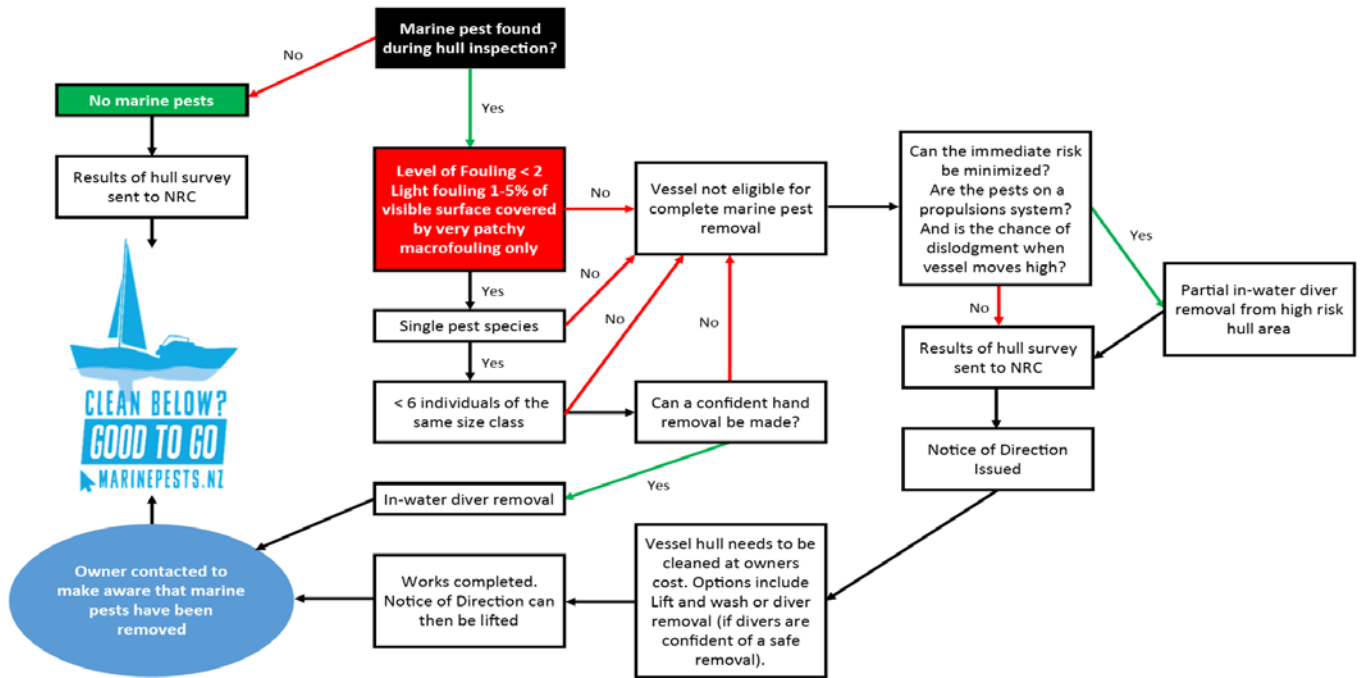 Marine pest found
during hull inspection?
No
Yes
No marine pests
Results of hull survey
sent to NRC
CLEAN BELOW?
GOOD TO GO
MARINEPESTS.NZ
Level of Fouling < 2
Light fouling 1-5% of
visible surface covered
by very patchy
macrofouling only
No
Yes
Single pest species
No
Yes
< 6 individuals of the
same size class
No
Can a confident hand
removal be made?
No
Yes
Vessel not eligible for
complete marine pest
removal
Can the immediate risk
be minimized?
Are the pests on a
propulsions system?
And is the chance of
dislodgment when
vessel moves high?
Yes
No
Partial in-water diver
removal from high risk
hull area
Results of hull survey
sent to NRC
Notice of Direction
Issued
In-water diver removal
Vessel hull needs to be
cleaned at owners
cost. Options include
Lift and wash or diver
removal (if divers are
confident of a safe
removal).
Works completed.
Notice of Direction can
then be lifted
Owner contacted to
make aware that marine
pests have been
removed